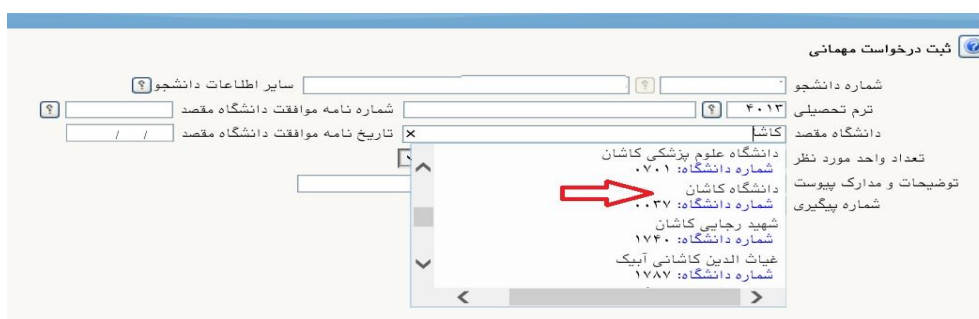 ثبت درخواست مهمانی
شماره دانشجو ؟ سایر اطلاعات دانشجو ؟
ترم تحصیلی ۴۰۱۳ ؟ شماره نامه موافقت دانشگاه مقصد ؟
دانشگاه مقصد کاشا × تاریخ نامه موافقت دانشگاه مقصد / /
تعداد واحد مورد نظر
توضیحات و مدارک پیوست
شماره پیگیری
دانشگاه علوم پزشکی کاشان
شماره دانشگاه: ۰۷۰۱
دانشگاه کاشان
شماره دانشگاه: ۰۰۳۷
شهید رجایی کاشان
شماره دانشگاه: ۱۷۴۰
غیاث الدین کاشانی آبیک
شماره دانشگاه: ۱۷۸۷